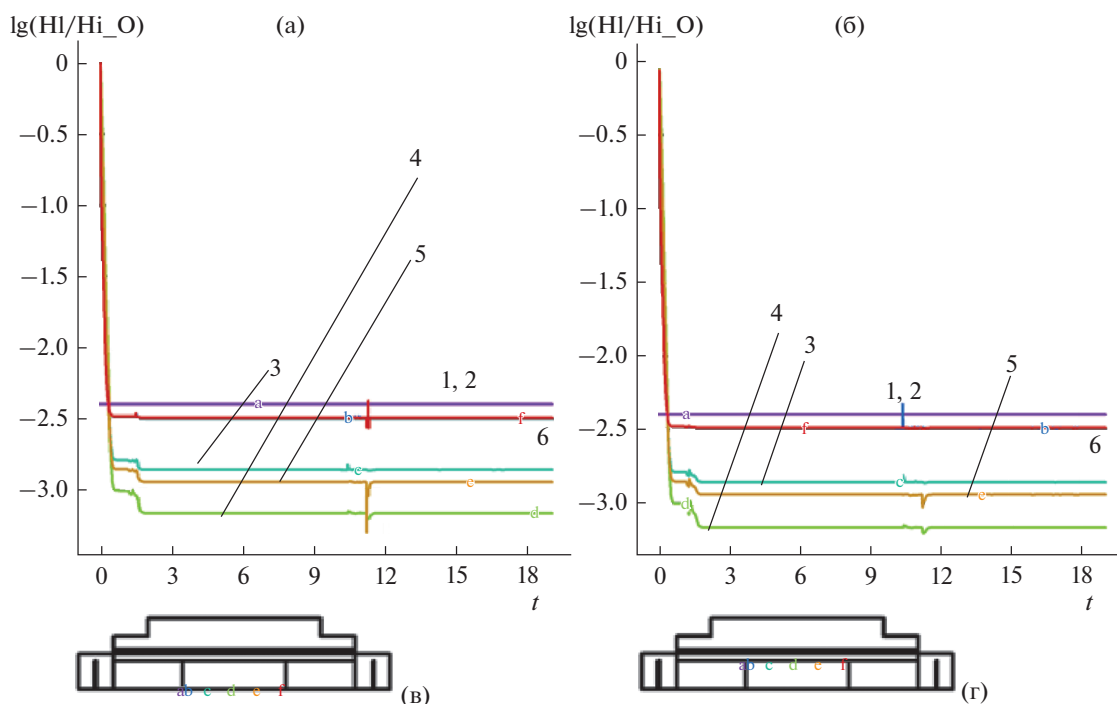 lg(Hl/Hi_O) (а) lg(Hl/Hi_O) (б)
0 0
−0.5 −0.5
4
−1.0 −1.0
5
−1.5 −1.5
4
3 3
−2.0 −2.0
5
1, 2 1, 2
a a
−2.5 b f −2.5 f b
6 6
c c
e e
−3.0 −3.0 d
d
0 3 6 9 12 15 18 0 3 6 9 12 15 18
t t
ab c d e f (в) ab c d e f (г)